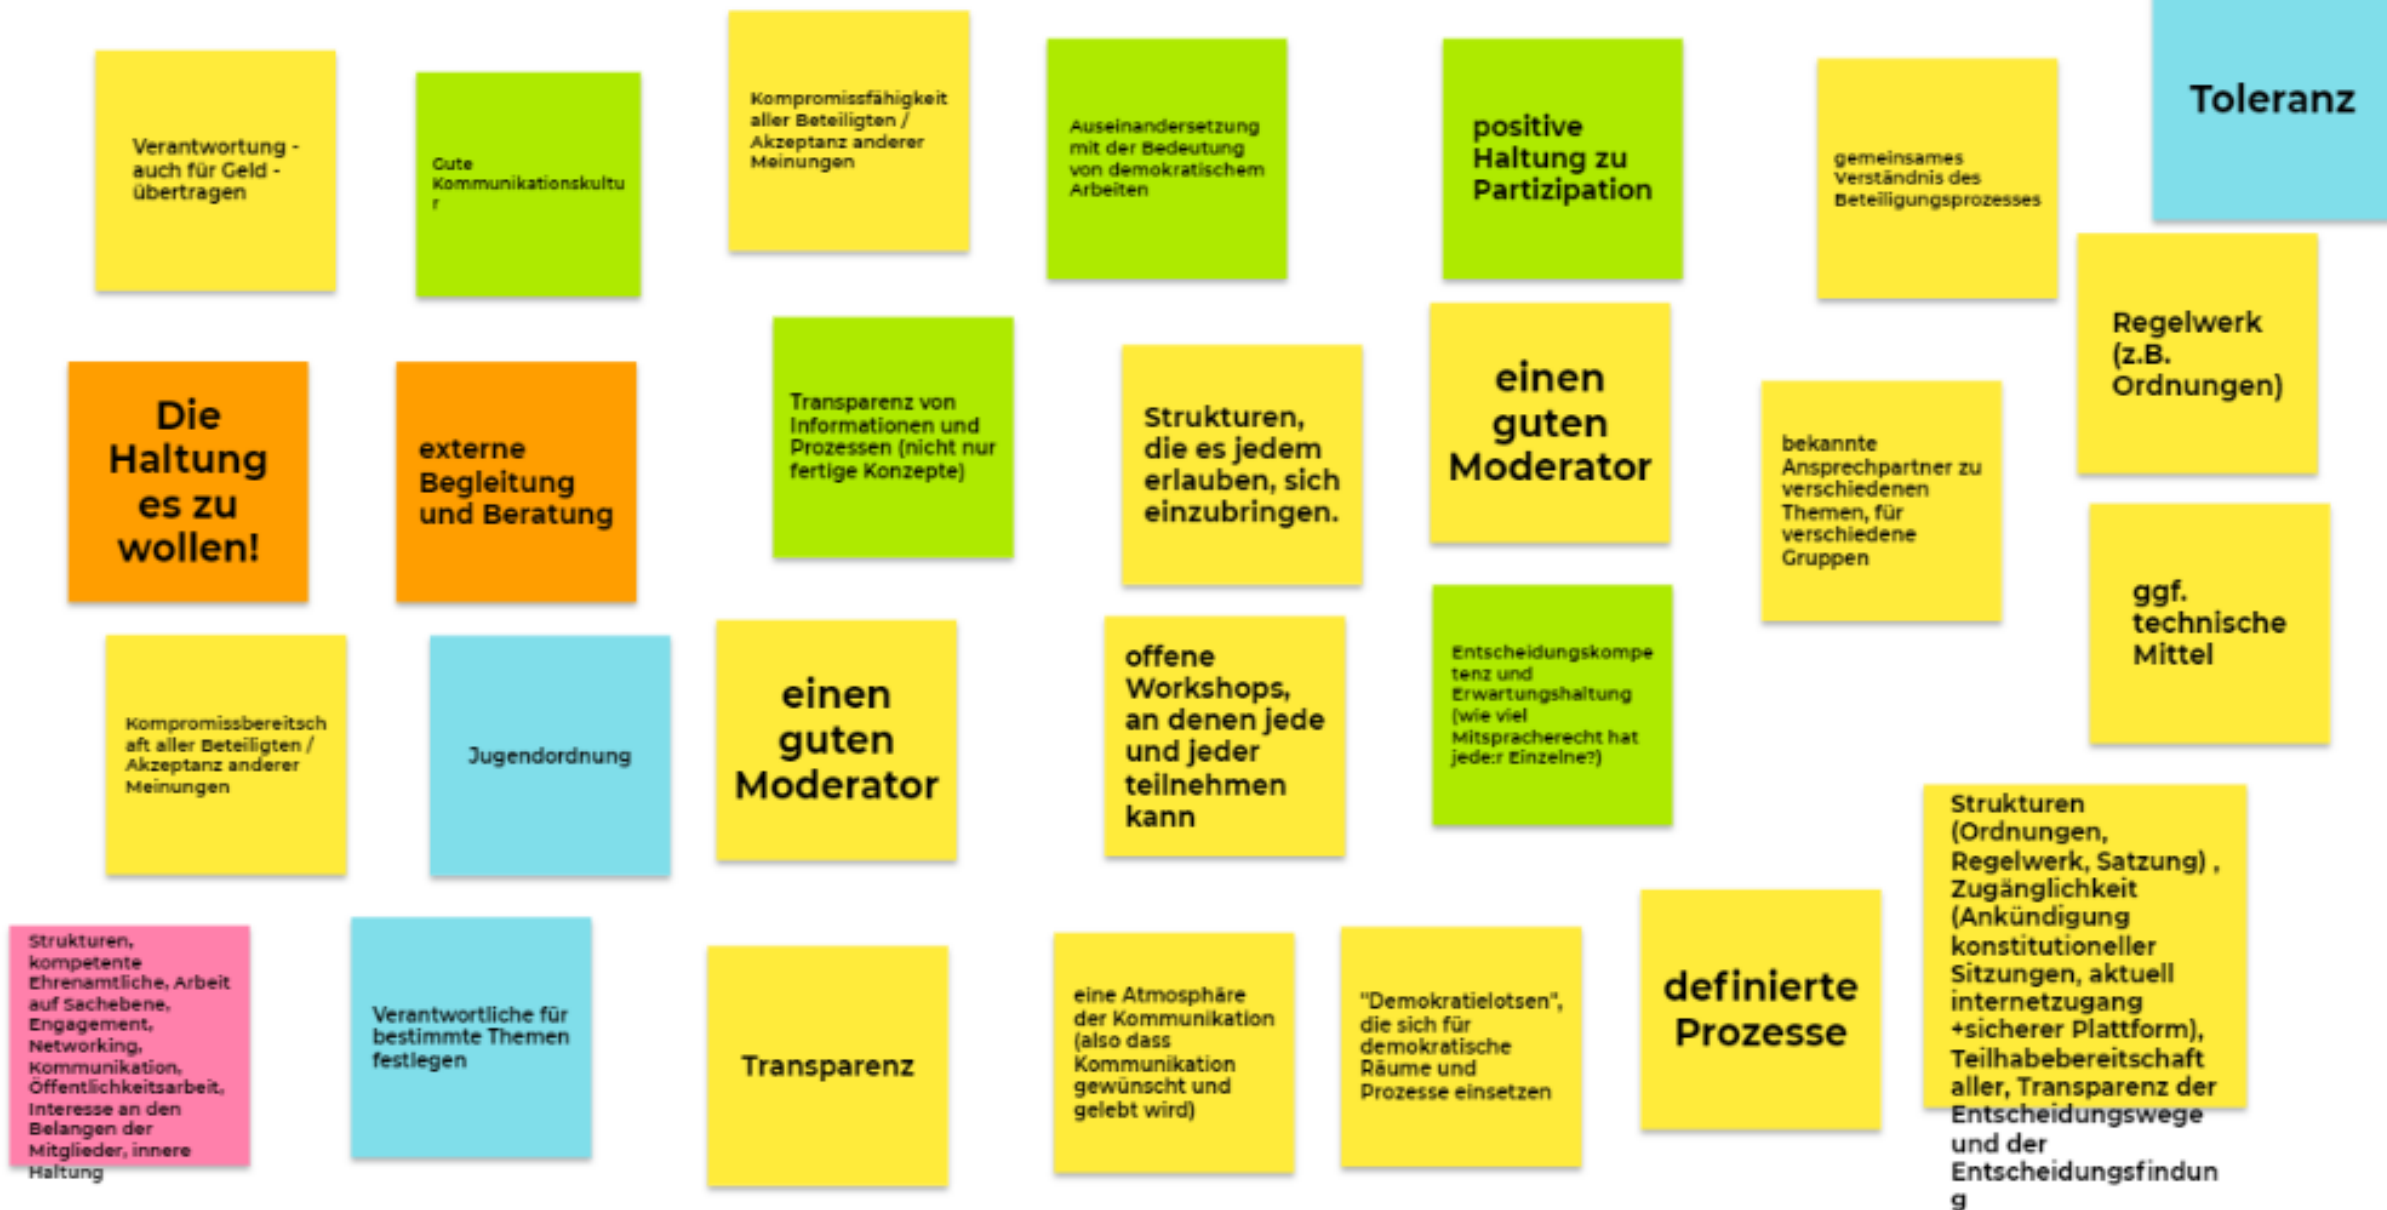 Verantwortung -
auch für Geld -
übertragen
Gute
Kommunikationskultu
r
Kompromissfähigkeit
aller Beteiligten /
Akzeptanz anderer
Meinungen
Auseinandersetzung
mit der Bedeutung
von demokratischem
Arbeiten
positive
Haltung zu
Partizipation
gemeinsames
Verständnis des
Beteiligungsprozesses
Toleranz
Regelwerk
(z.B.
Ordnungen)
Die
Haltung
es zu
wollen!
externe
Begleitung
und Beratung
Transparenz von
Informationen und
Prozessen (nicht nur
fertige Konzepte)
Strukturen,
die es jedem
erlauben, sich
einzubringen.
einen
guten
Moderator
bekannte
Ansprechpartner zu
verschiedenen
Themen, für
verschiedene
Gruppen
ggf.
technische
Mittel
Kompromissbereitsch
aft aller Beteiligten /
Akzeptanz anderer
Meinungen
Jugendordnung
einen
guten
Moderator
offene
Workshops,
an denen jede
und jeder
teilnehmen
kann
Entscheidungskompe
tenz und
Erwartungshaltung
(wie viel
Mitspracherecht hat
jede:r Einzelne?)
Strukturen,
kompetente
Ehrenamtliche, Arbeit
auf Sachebene,
Engagement,
Networking,
Kommunikation,
Öffentlichkeitsarbeit,
Interesse an den
Belangen der
Mitglieder, innere
Haltung
Verantwortliche für
bestimmte Themen
festlegen
Transparenz
eine Atmosphäre
der Kommunikation
(also dass
Kommunikation
gewünscht und
gelebt wird)
"Demokratielotsen",
die sich für
demokratische
Räume und
Prozesse einsetzen
definierte
Prozesse
Strukturen
(Ordnungen,
Regelwerk, Satzung) ,
Zugänglichkeit
(Ankündigung
konstitutioneller
Sitzungen, aktuell
internetzugang
+sicherer Plattform),
Teilhabebereitschaft
aller, Transparenz der
Entscheidungswege
und der
Entscheidungsfindun
g